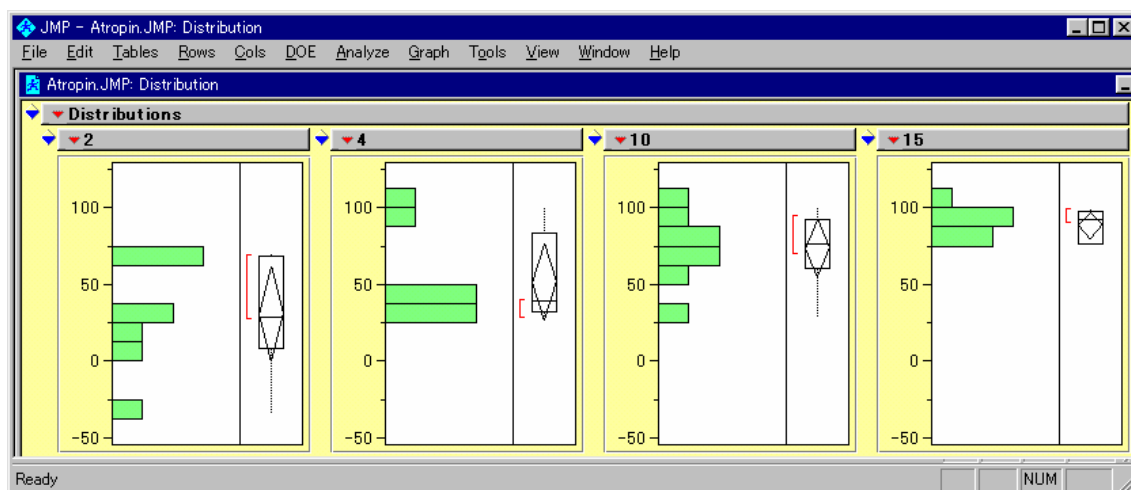 JMP - Atropin.JMP: Distribution
File Edit Tables Rows Cols DOE Analyze Graph Tools View Window Help
Atropin.JMP: Distribution
Distributions
2 4 10 15
100 100 100 100
50 50 50 50
0 0 0 0
-50 -50 -50 -50
Ready NUM